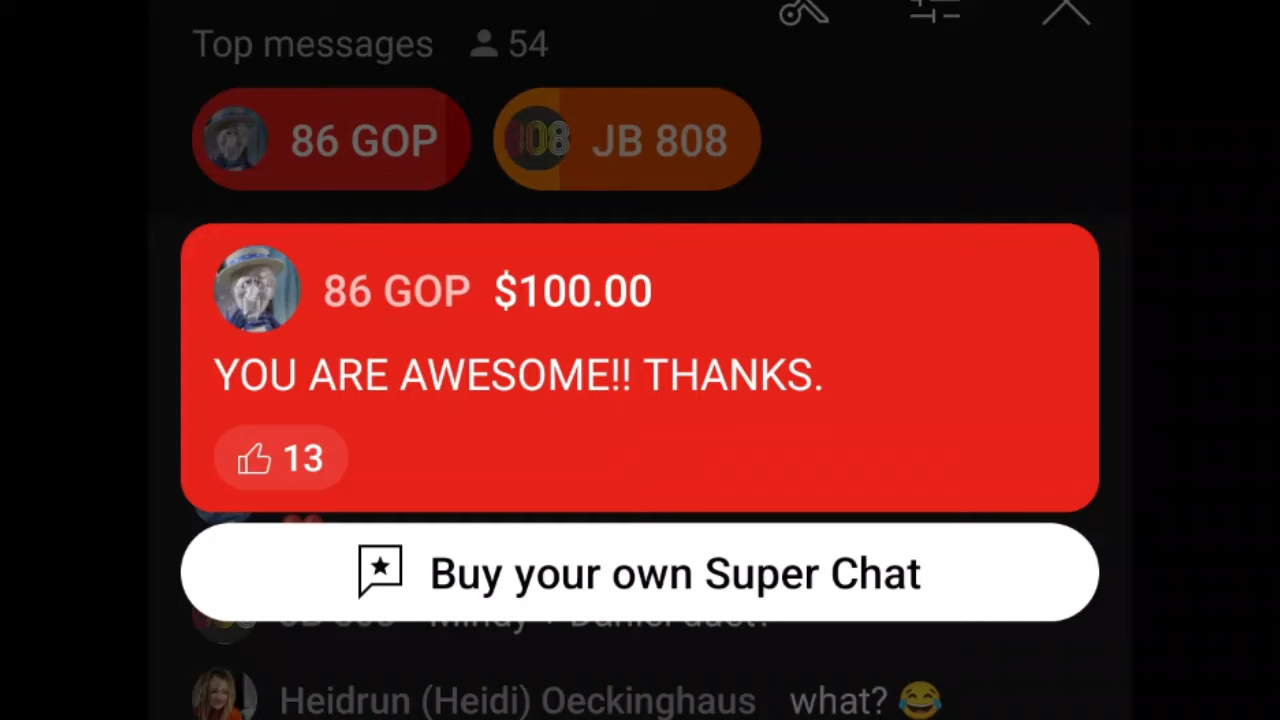 Top messages 54
86 GOP JB 808
86 GOP $100.00
YOU ARE AWESOME!! THANKS.
13
Buy your own Super Chat
Heidrun (Heidi) Oeckinghaus what? 😂